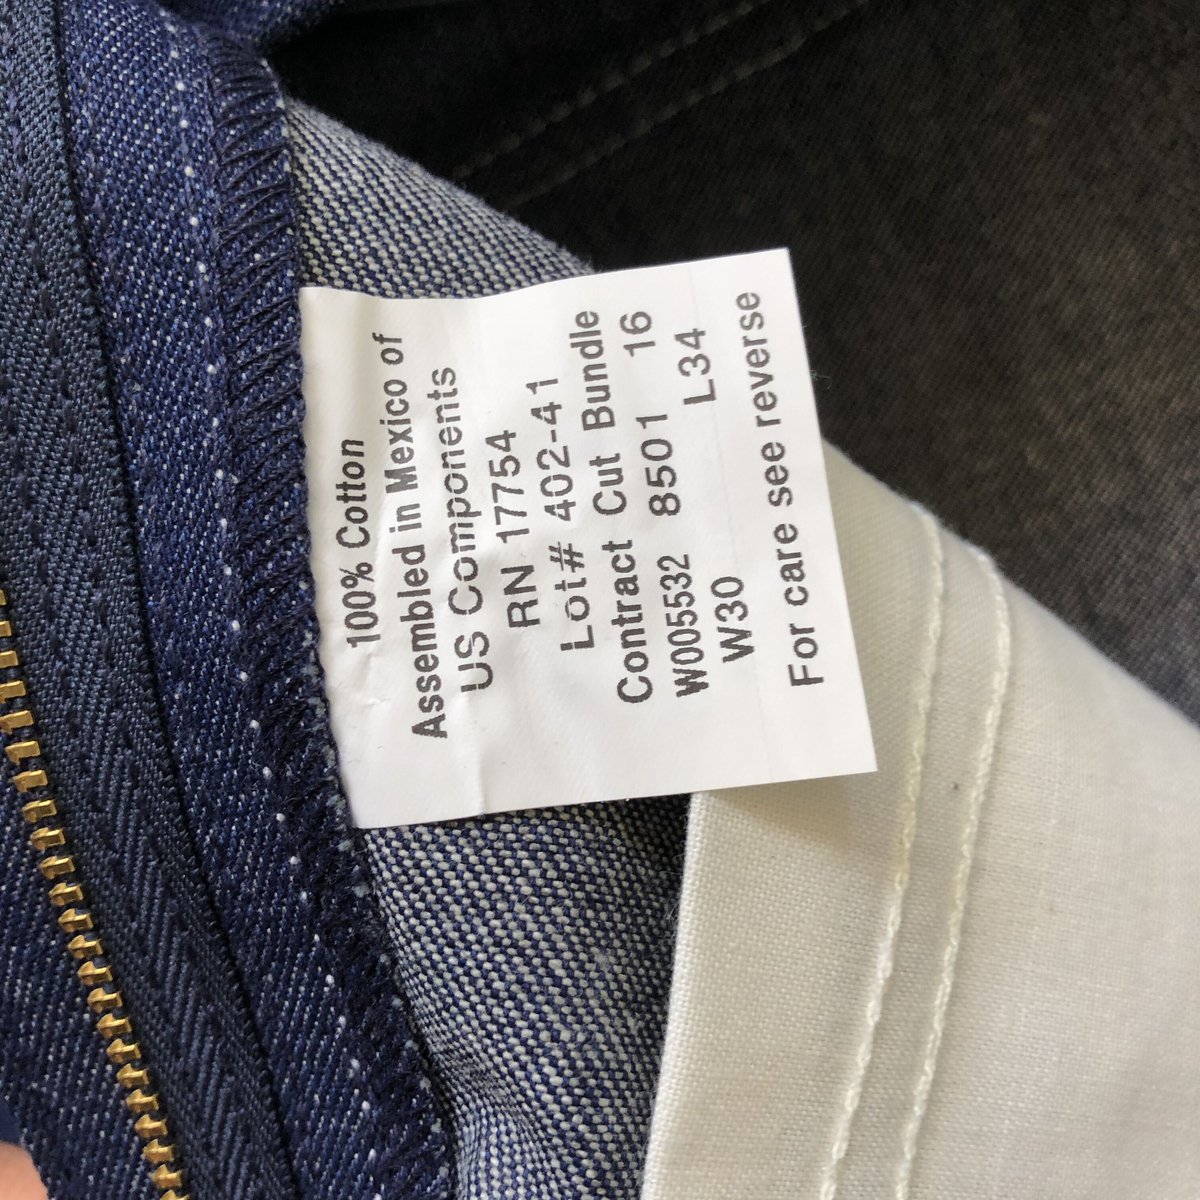 100% Cotton
Assembled in Mexico of
US Components
RN 17754
Lot# 402-41
Contract Cut Bundle
W005532 8501 16
W30 L34
For care see reverse